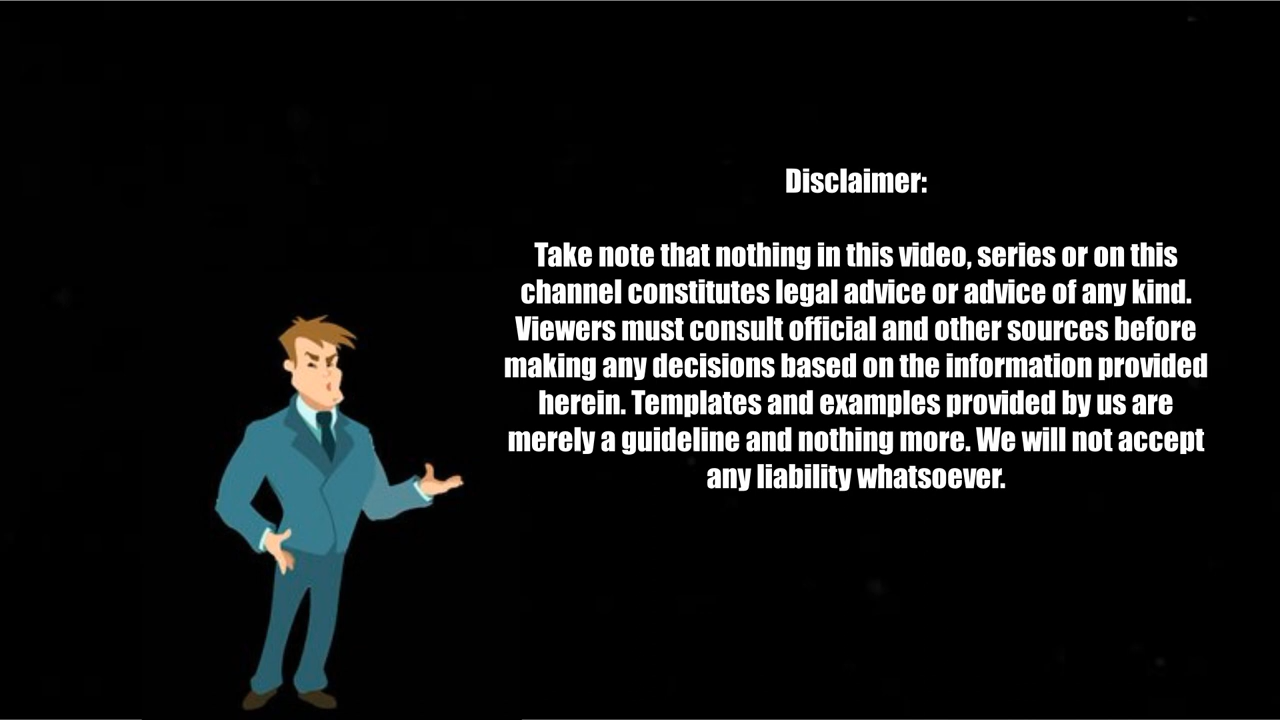 Disclaimer:
Take note that nothing in this video, series or on this
channel constitutes legal advice or advice of any kind.
Viewers must consult official and other sources before
making any decisions based on the information provided
herein. Templates and examples provided by us are
merely a guideline and nothing more. We will not accept
any liability whatsoever.